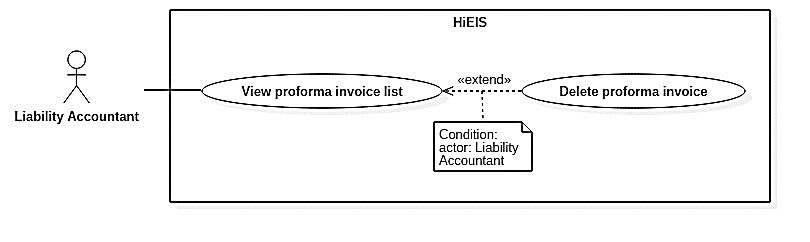 HiEIS
Liability Accountant
View proforma invoice list
«extend»
Delete proforma invoice
Condition:
actor: Liability
Accountant